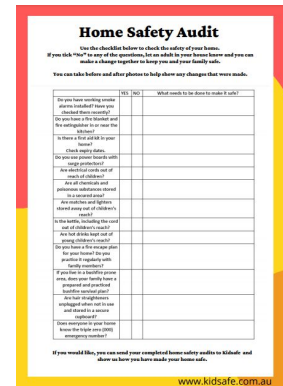 Home Safety Audit
Use the checklist below to check the safety of your home.
If you tick "No" to any of the questions, let an adult in your house know and you can
make a change together to keep you and your family safe.
You can take before and after photos to help show any changes that were made.
YES NO What needs to be done to make it safe?
Do you have working smoke
alarms installed? Have you
checked them recently?
Do you have a fire blanket and
fire extinguisher in or near the
kitchen?
Is there a first aid kit in your
home?
Check expiry dates.
Do you use power boards with
surge protectors?
Are electrical cords out of
reach of children?
Are all chemicals and
poisonous substances stored
in a secured area?
Are matches and lighters
stored away out of children's
reach?
Is the kettle, including the cord
out of children's reach?
Are hot drinks kept out of
young children's reach?
Do you have a fire escape plan
for your home? Do you
practice it regularly with
family members?
If you live in a bushfire prone
area, does your family have a
prepared and practiced
bushfire survival plan?
Are hair straighteners
unplugged when not in use
and stored in a secure
cupboard?
Does everyone in your home
know the triple zero (000)
emergency number?
If you would like, you can send your completed home safety audits to Kidsafe and
show us how you have made your home safe.
www.kidsafe.com